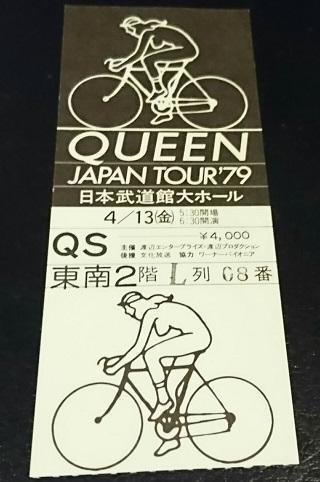 QUEEN
JAPAN TOUR'79
日本武道館大ホール
4/13(金) 5:30開場
6:30開演
¥4,000
QS 主催 渡辺エンタープライズ・渡辺プロダクション
後援 文化放送 協力 ワーナー・パイオニア
東南2階 L列 08番